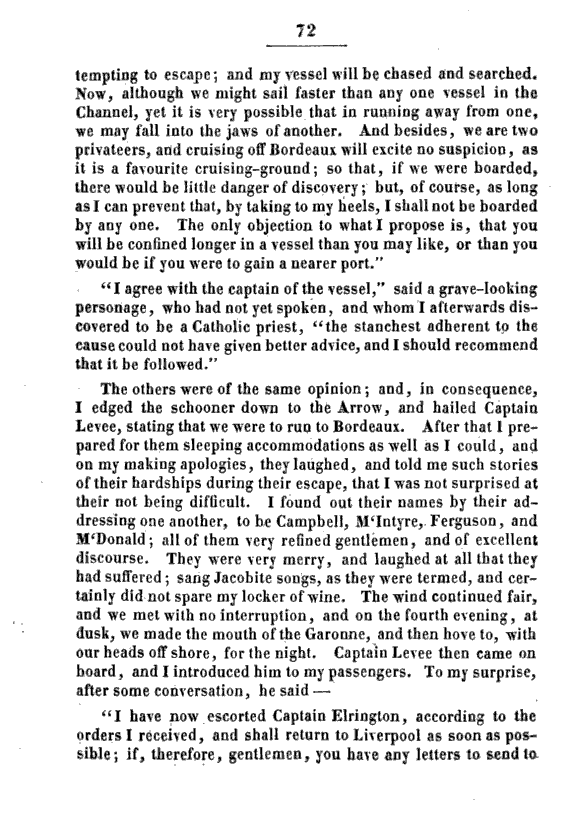 72
tempting to escape; and my vessel will be chased and searched.
Now, although we might sail faster than any one vessel in the
Channel, yet it is very possible that in running away from one,
we may fall into the jaws of another. And besides, we are two
privateers, and cruising off Bordeaux will excite no suspicion, as
it is a favourite cruising-ground; so that, if we were boarded,
there would be little danger of discovery; but, of course, as long
as I can prevent that, by taking to my heels, I shall not be boarded
by any one. The only objection to what I propose is, that you
will be confined longer in a vessel than you may like, or than you
would be if you were to gain a nearer port."
"I agree with the captain of the vessel," said a grave-looking
personage, who had not yet spoken, and whom I afterwards dis-
covered to be a Catholic priest, "the stanchest adherent to the
cause could not have given better advice, and I should recommend
that it be followed."
The others were of the same opinion; and, in consequence,
I edged the schooner down to the Arrow, and hailed Captain
Levee, stating that we were to run to Bordeaux. After that I pre-
pared for them sleeping accommodations as well as I could, and
on my making apologies, they laughed, and told me such stories
of their hardships during their escape, that I was not surprised at
their not being difficult. I found out their names by their ad-
dressing one another, to be Campbell, M'Intyre, Ferguson, and
M'Donald; all of them very refined gentlemen, and of excellent
discourse. They were very merry, and laughed at all that they
had suffered; sang Jacobite songs, as they were termed, and cer-
tainly did not spare my locker of wine. The wind continued fair,
and we met with no interruption, and on the fourth evening, at
dusk, we made the mouth of the Garonne, and then hove to, with
our heads off shore, for the night. Captain Levee then came on
board, and I introduced him to my passengers. To my surprise,
after some conversation, he said —
"I have now escorted Captain Elrington, according to the
orders I received, and shall return to Liverpool as soon as pos-
sible; if, therefore, gentlemen, you have any letters to send to